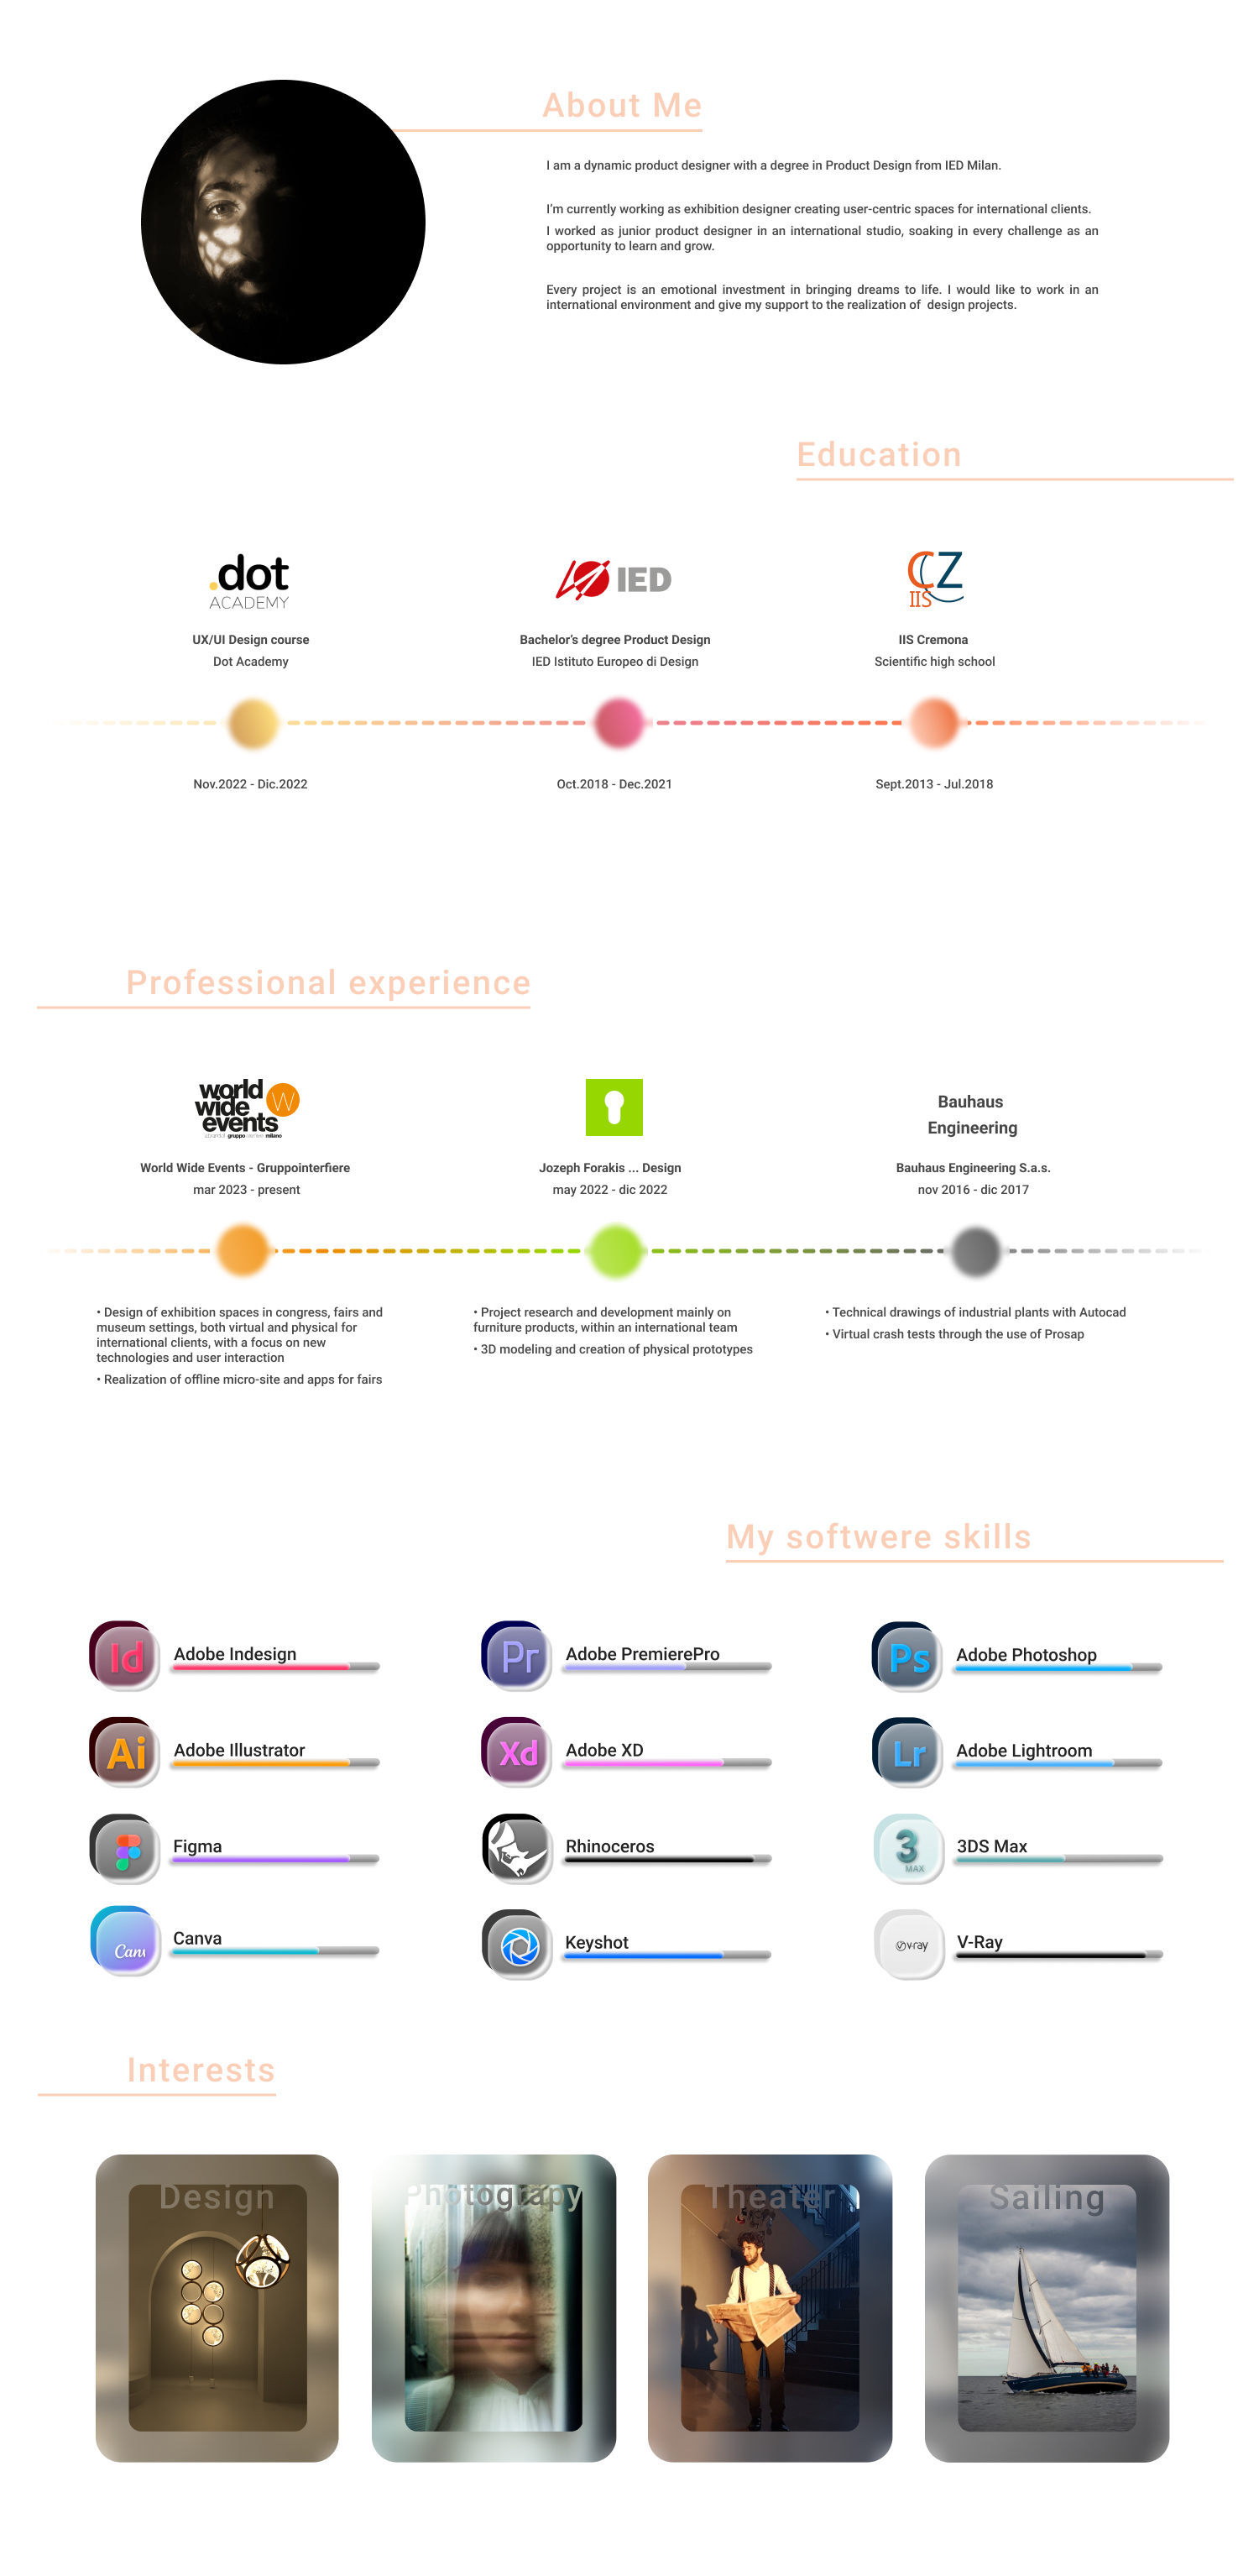 About Me
I am a dynamic product designer with a degree in Product Design from IED Milan.
I'm currently working as exhibition designer creating user-centric spaces for international clients.
I worked as junior product designer in an international studio, soaking in every challenge as an
opportunity to learn and grow.
Every project is an emotional investment in bringing dreams to life. I would like to work in an
international environment and give my support to the realization of design projects.
Education
.dot
ACADEMY
UX/UI Design course
Dot Academy
Nov.2022 - Dic.2022
IED
Bachelor's degree Product Design
IED Istituto Europeo di Design
Oct.2018 - Dec.2021
CZ
IIS
IIS Cremona
Scientific high school
Sept.2013 - Jul.2018
Professional experience
world
wide
events
W
gruppo
milano
World Wide Events - Gruppointerfiere
mar 2023 - present
• Design of exhibition spaces in congress, fairs and
museum settings, both virtual and physical for
international clients, with a focus on new
technologies and user interaction
• Realization of offline micro-site and apps for fairs
Jozeph Forakis ... Design
may 2022 - dic 2022
• Project research and development mainly on
furniture products, within an international team
• 3D modeling and creation of physical prototypes
Bauhaus
Engineering
Bauhaus Engineering S.a.s.
nov 2016 - dic 2017
• Technical drawings of industrial plants with Autocad
• Virtual crash tests through the use of Prosap
My softwere skills
Id
Adobe Indesign
Pr
Adobe PremierePro
Ps
Adobe Photoshop
Ai
Adobe Illustrator
Xd
Adobe XD
Lr
Adobe Lightroom
Figma
Rhinoceros
3
MAX
3DS Max
Canv
Canva
Keyshot
v-ray
V-Ray
Interests
Design
Photograpy
Theater
Sailing